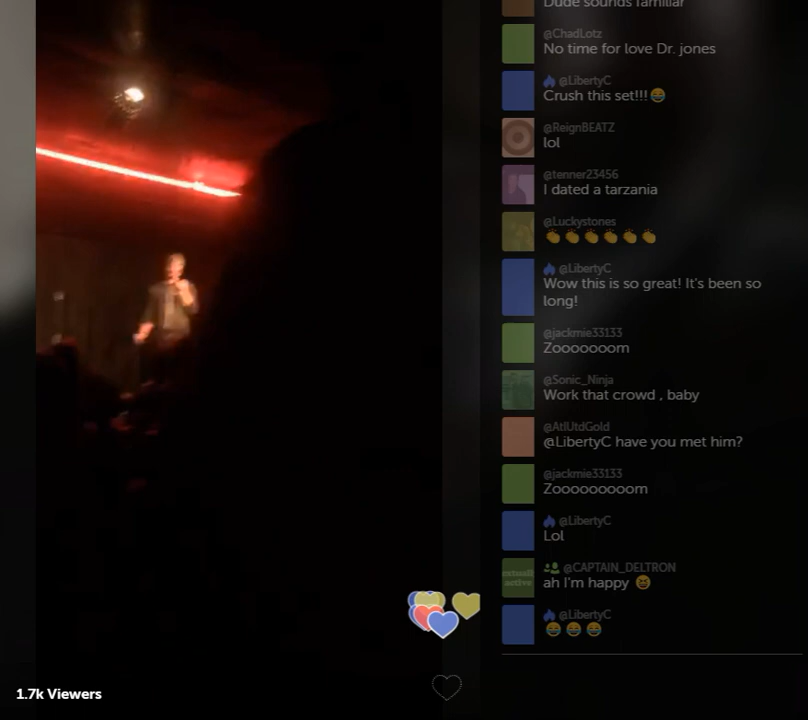 Dude sounds familiar
@ChadLotz
No time for love Dr. jones
@LibertyC
Crush this set!!!😂
@ReignBEATZ
lol
@tenner23456
I dated a tarzania
@Luckystones
👏👏👏👏👏👏
@LibertyC
Wow this is so great! It's been so
long!
@jackmie33133
Zooooooom
@Sonic_Ninja
Work that crowd , baby
@AtlUtdGold
@LibertyC have you met him?
@jackmie33133
Zooooooooom
@LibertyC
Lol
@CAPTAIN_DELTRON
ah I'm happy 😆
@LibertyC
😂😂😂
1.7k Viewers